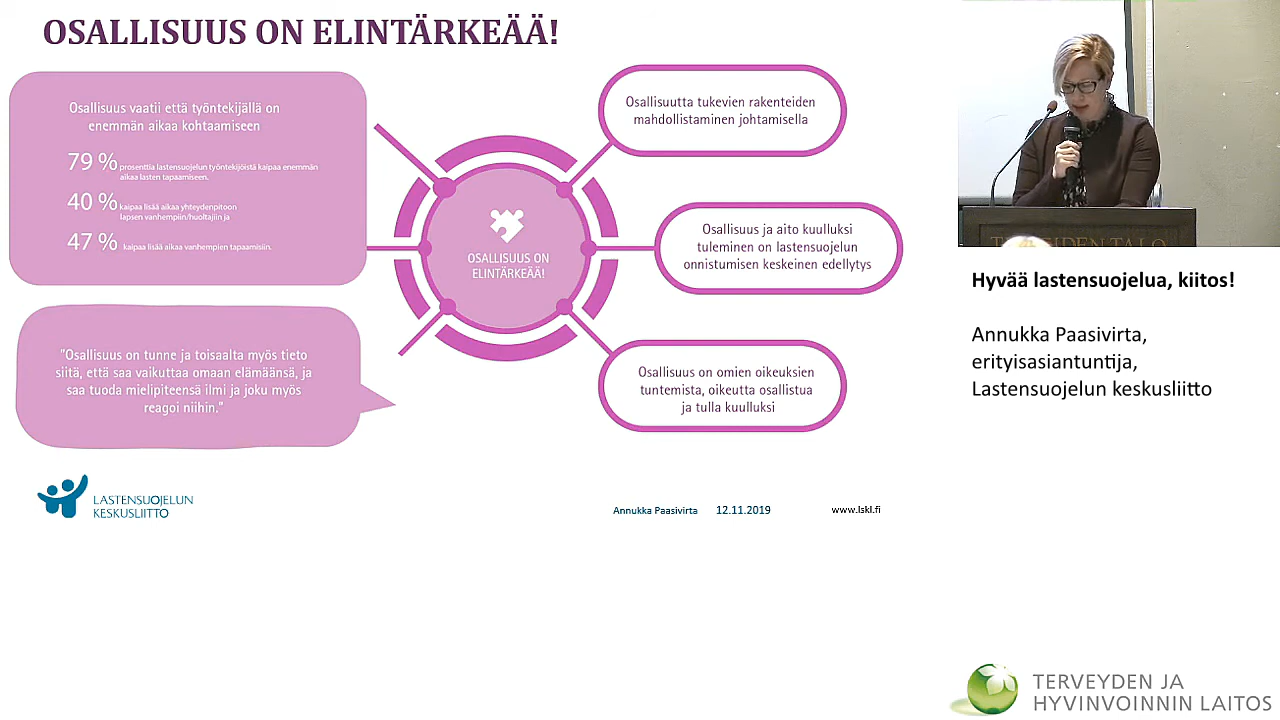 OSALLISUUS ON ELINTÄRKEÄÄ!
Osallisuus vaatii että työntekijällä on
enemmän aikaa kohtaamiseen
79 % prosenttia lastensuojelun työntekijöistä kaipaa enemmän
aikaa lasten tapaamiseen.
40 % kaipaa lisää aikaa yhteydenpitoon
lapsen vanhempiin/huoltajiin ja
47 % kaipaa lisää aikaa vanhempien tapaamisiin.
"Osallisuus on tunne ja toisaalta myös tieto
siitä, että saa vaikuttaa omaan elämäänsä, ja
saa tuoda mielipiteensä ilmi ja joku myös
reagoi niihin."
OSALLISUUS ON
ELINTÄRKEÄÄ!
Osallisuutta tukevien rakenteiden
mahdollistaminen johtamisella
Osallisuus ja aito kuulluksi
tuleminen on lastensuojelun
onnistumisen keskeinen edellytys
Osallisuus on omien oikeuksien
tuntemista, oikeutta osallistua
ja tulla kuulluksi
LASTENSUOJELUN
KESKUSLIITTO
Annukka Paasivirta 12.11.2019 www.lskl.fi
Hyvää lastensuojelua, kiitos!
Annukka Paasivirta,
erityisasiantuntija,
Lastensuojelun keskusliitto
TERVEYDEN JA
HYVINVOINNIN LAITOS